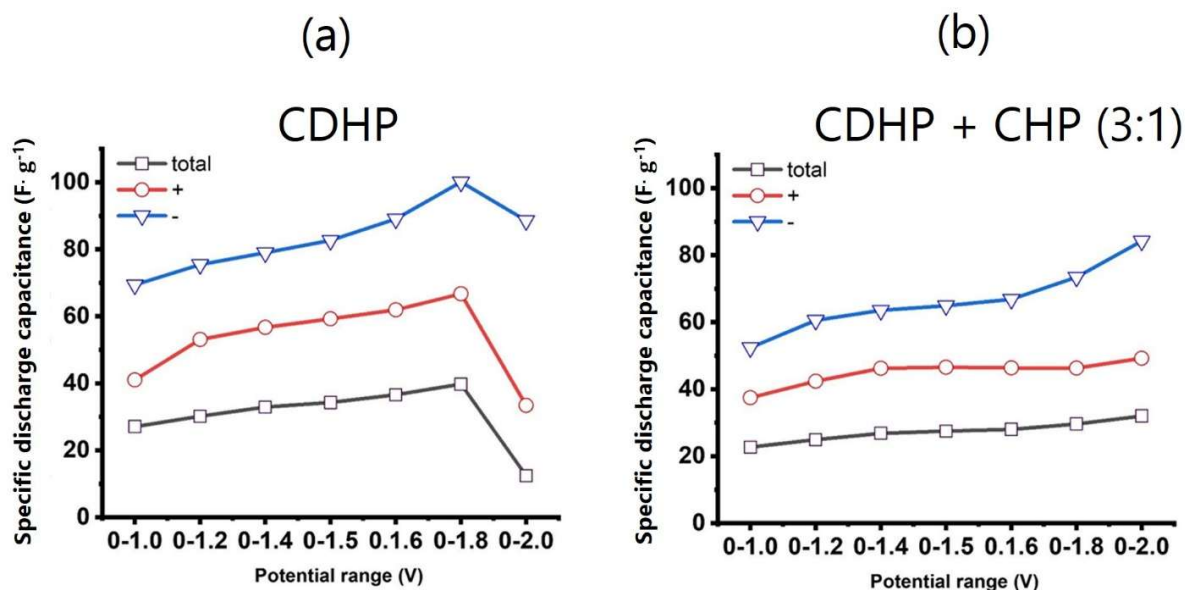 (a)
CDHP
Specific discharge capacitance (F· g⁻¹)
total
+
-
100
80
60
40
20
0
0-1.0 0-1.2 0-1.4 0-1.5 0.1.6 0-1.8 0-2.0
Potential range (V)
(b)
CDHP + CHP (3:1)
Specific discharge capacitance (F· g⁻¹)
total
+
-
100
80
60
40
20
0
0-1.0 0-1.2 0-1.4 0-1.5 0.1.6 0-1.8 0-2.0
Potential range (V)